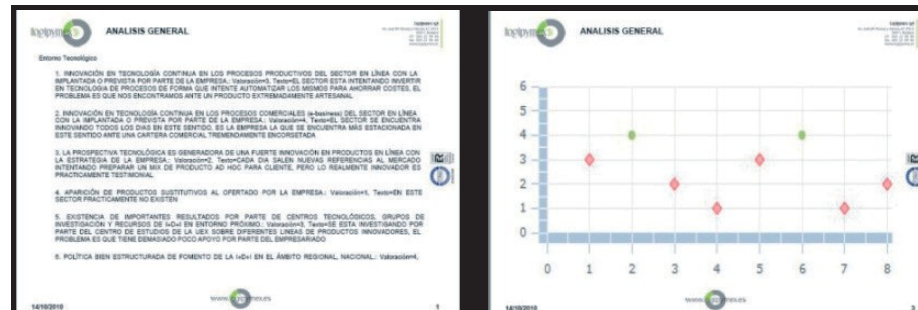 logipyme
ANALISIS GENERAL
Entorno Tecnológico
1. INNOVACIÓN EN TECNOLOGÍA CONTINUA EN LOS PROCESOS PRODUCTIVOS DEL SECTOR EN LÍNEA CON LA
IMPLANTADA O PREVISTA POR PARTE DE LA EMPRESA.: Valoración=3, Texto=EL SECTOR ESTA INTENTANDO INVERTIR
EN TECNOLOGIA DE PROCESOS DE FORMA QUE INTENTE AUTOMATIZAR LOS MISMOS PARA AHORRAR COSTES, EL
PROBLEMA ES QUE NOS ENCONTRAMOS ANTE UN PRODUCTO EXTREMADAMENTE ARTESANAL
2. INNOVACIÓN EN TECNOLOGÍA CONTINUA EN LOS PROCESOS COMERCIALES (e-business) DEL SECTOR EN LÍNEA
CON LA IMPLANTADA O PREVISTA POR PARTE DE LA EMPRESA.: Valoración=4, Texto=EL SECTOR SE ENCUENTRA
INNOVANDO TODOS LOS DIAS EN ESTE SENTIDO, ES LA EMPRESA LA QUE SE ENCUENTRA MÁS ESTACIONADA EN
ESTE SENTIDO ANTE UNA CARTERA COMERCIAL TREMENDAMENTE ENCORSETADA
3. LA PROSPECTIVA TECNOLÓGICA ES GENERADORA DE UNA FUERTE INNOVACIÓN EN PRODUCTOS EN LÍNEA CON
LA ESTRATEGIA DE LA EMPRESA.: Valoración=2, Texto=CADA DIA SALEN NUEVAS REFERENCIAS AL MERCADO
INTENTANDO PREPARAR UN MIX DE PRODUCTO AD HOC PARA CLIENTE, PERO LO REALMENTE INNOVADOR ES
PRACTICAMENTE TESTIMONIAL
4. APARICIÓN DE PRODUCTOS SUSTITUTIVOS AL OFERTADO POR LA EMPRESA.: Valoración=1, Texto=EN ESTE
SECTOR PRACTICAMENTE NO EXISTEN
5. EXISTENCIA DE IMPORTANTES RESULTADOS POR PARTE DE CENTROS TECNOLÓGICOS, GRUPOS DE
INVESTIGACIÓN Y RECURSOS DE I+D+I EN ENTORNO PRÓXIMO.: Valoración=3, Texto=SE ESTA INVESTIGANDO POR
PARTE DEL CENTRO DE ESTUDIOS DE LA UEX SOBRE DIFERENTES LINEAS DE PRODUCTOS INNOVADORES, EL
PROBLEMA ES QUE TIENE DEMASIADO POCO APOYO POR PARTE DEL EMPRESARIADO
6. POLÍTICA BIEN ESTRUCTURADA DE FOMENTO DE LA I+D+I EN EL ÁMBITO REGIONAL, NACIONAL.: Valoración=4,
14/10/2010
1
logipyme
ANALISIS GENERAL
6
5
4
3
2
1
0
0 1 2 3 4 5 6 7 8
14/10/2010
3